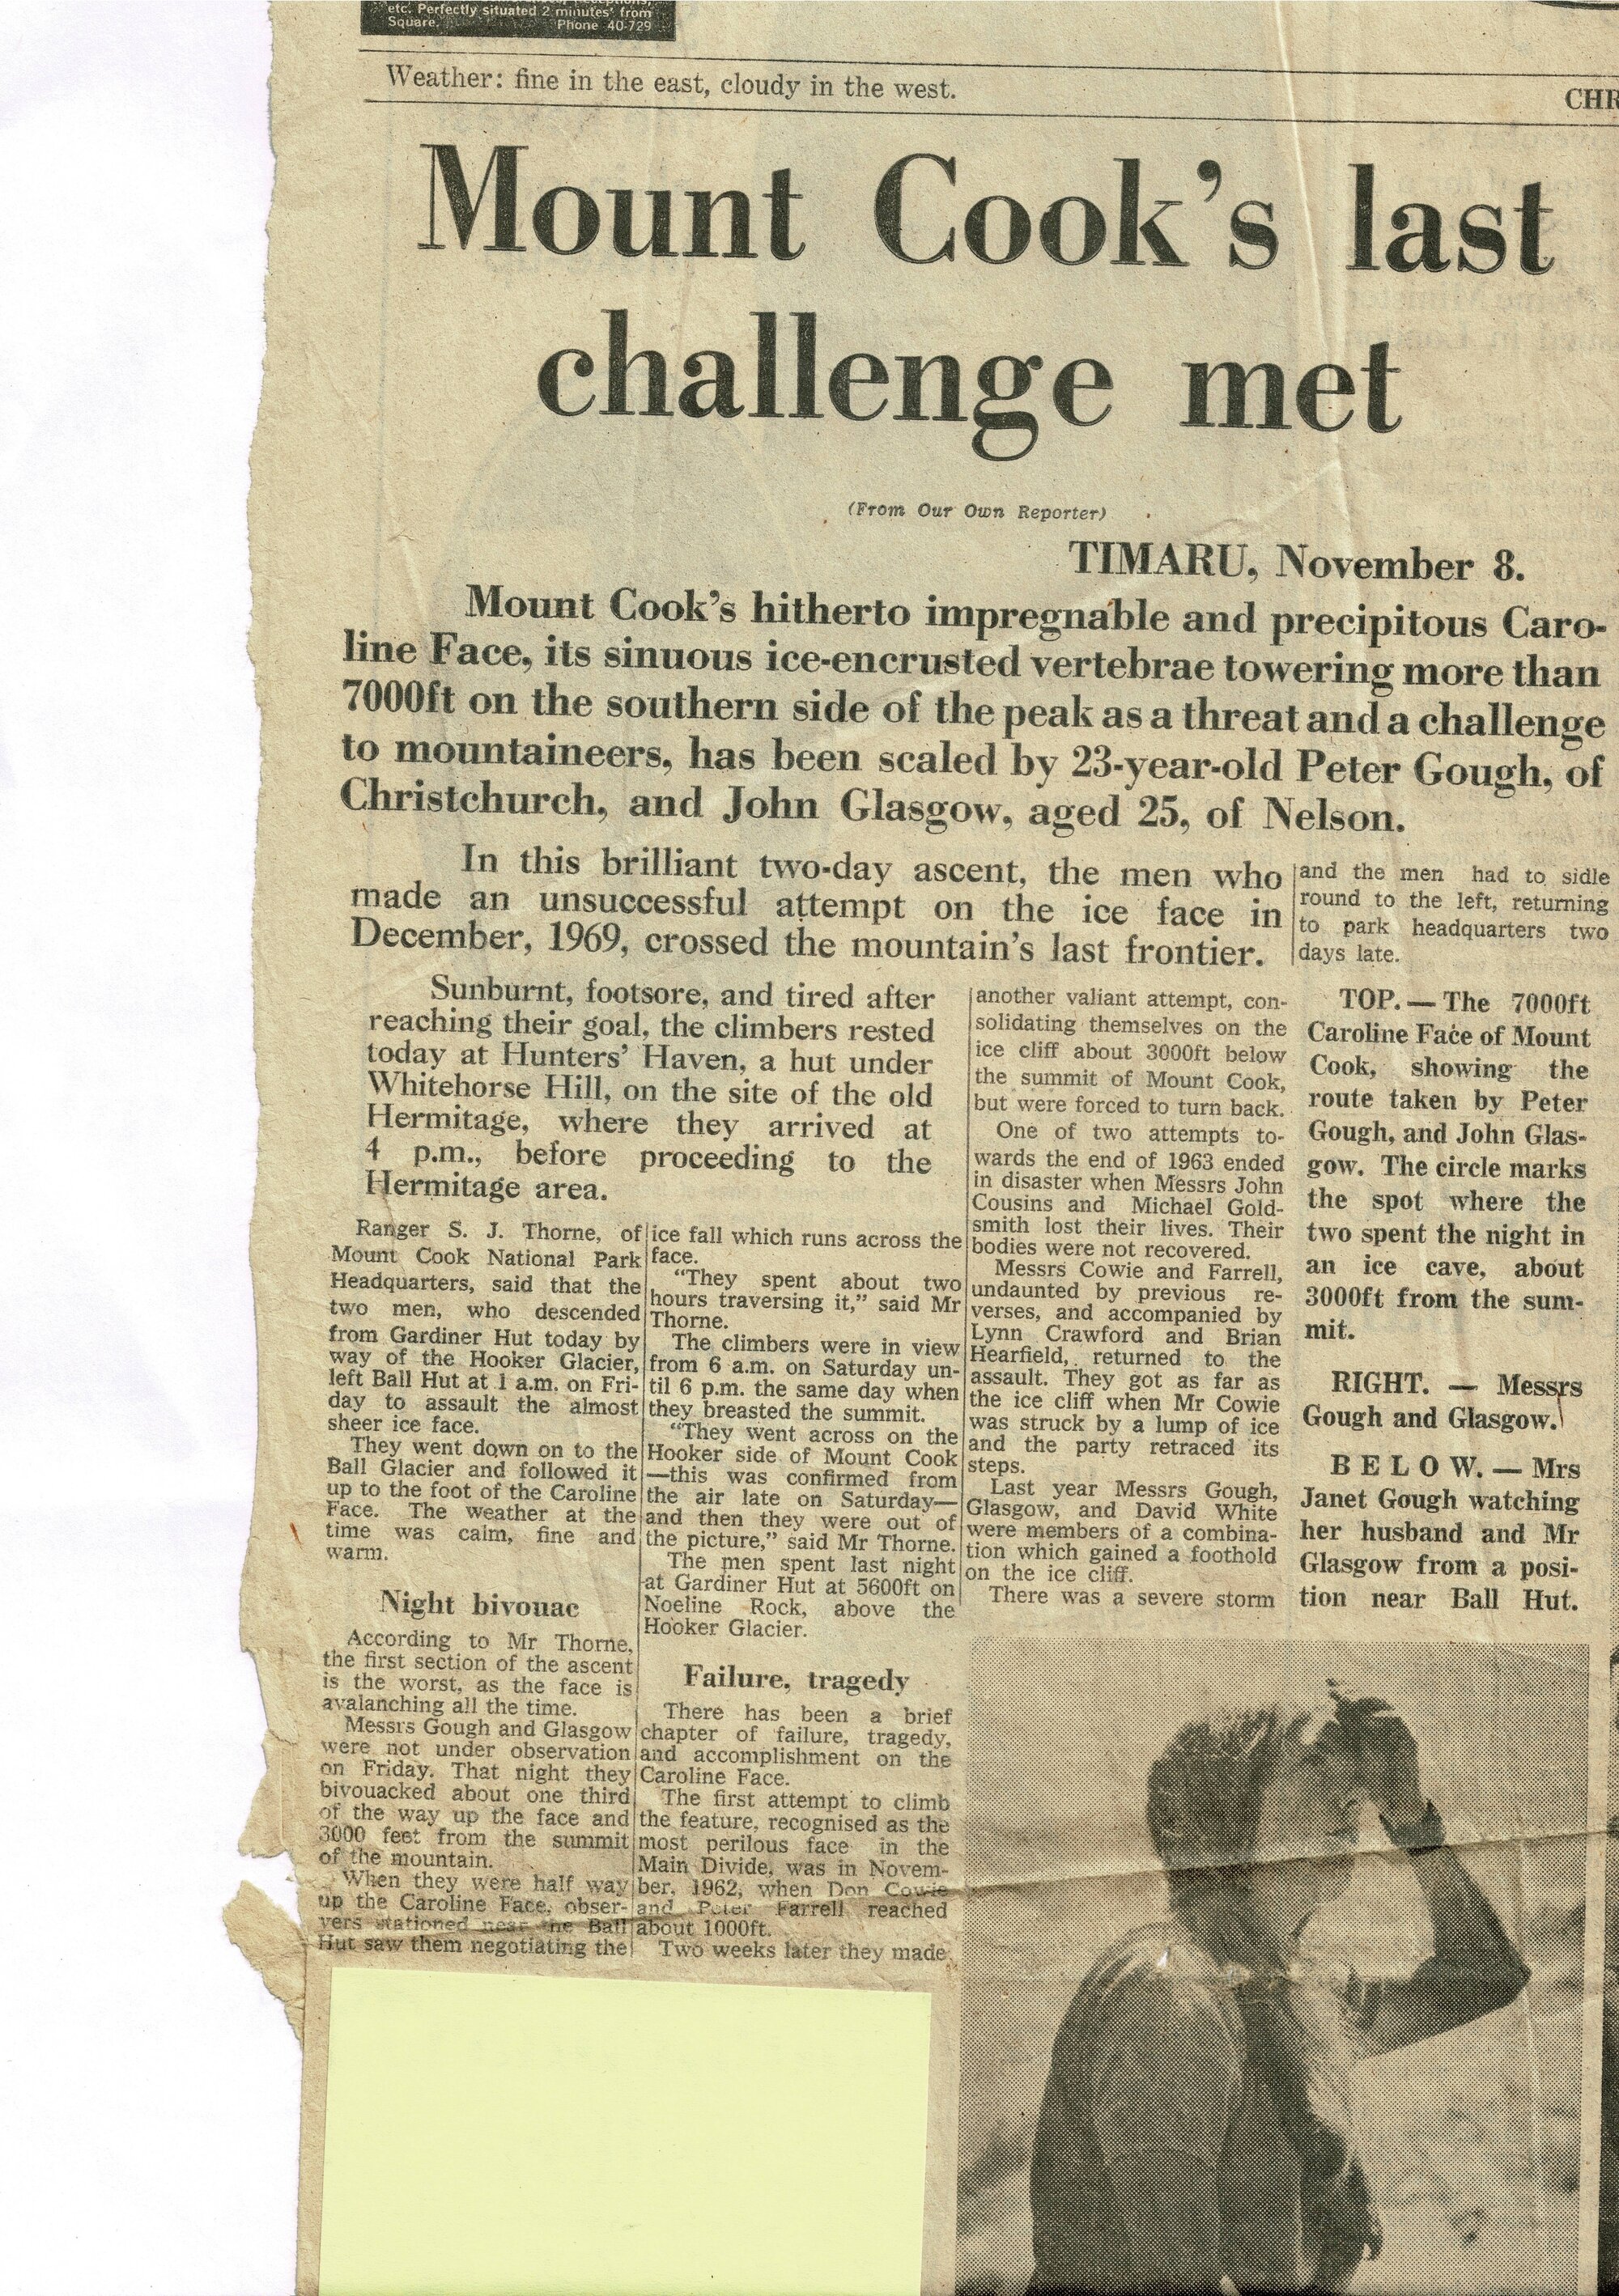 etc. Perfectly situated 2 minutes' from
Square. Phone 40-729
Weather: fine in the east, cloudy in the west.
CHR
Mount Cook's last
challenge met
(From Our Own Reporter)
TIMARU, November 8.
Mount Cook's hitherto impregnable and precipitous Caro-
line Face, its sinuous ice-encrusted vertebrae towering more than
7000ft on the southern side of the peak as a threat and a challenge
to mountaineers, has been scaled by 23-year-old Peter Gough, of
Christchurch, and John Glasgow, aged 25, of Nelson.
In this brilliant two-day ascent, the men who
made an unsuccessful attempt on the ice face in
December, 1969, crossed the mountain's last frontier.
Sunburnt, footsore, and tired after
reaching their goal, the climbers rested
today at Hunters' Haven, a hut under
Whitehorse Hill, on the site of the old
Hermitage, where they arrived at
4 p.m., before proceeding to the
Hermitage area.
Ranger S. J. Thorne, of
Mount Cook National Park
Headquarters, said that the
two men, who descended
from Gardiner Hut today by
way of the Hooker Glacier,
left Ball Hut at 1 a.m. on Fri-
day to assault the almost
sheer ice face.
They went down on to the
Ball Glacier and followed it
up to the foot of the Caroline
Face. The weather at the
time was calm, fine and
warm.
Night bivouac
According to Mr Thorne,
the first section of the ascent
is the worst, as the face is
avalanching all the time.
Messrs Gough and Glasgow
were not under observation
on Friday. That night they
bivouacked about one third
of the way up the face and
3000 feet from the summit
of the mountain.
When they were half way
up the Caroline Face, obser-
vers stationed near the Ball
Hut saw them negotiating the
ice fall which runs across the
face.
"They spent about two
hours traversing it," said Mr
Thorne.
The climbers were in view
from 6 a.m. on Saturday un-
til 6 p.m. the same day when
they breasted the summit.
"They went across on the
Hooker side of Mount Cook
—this was confirmed from
the air late on Saturday—
and then they were out of
the picture," said Mr Thorne.
The men spent last night
at Gardiner Hut at 5600ft on
Noeline Rock, above the
Hooker Glacier.
Failure, tragedy
There has been a brief
chapter of failure, tragedy,
and accomplishment on the
Caroline Face.
The first attempt to climb
the feature, recognised as the
most perilous face in the
Main Divide, was in Novem-
ber, 1962, when Don Cowie
and Peter Farrell reached
about 1000ft.
Two weeks later they made
another valiant attempt, con-
solidating themselves on the
ice cliff about 3000ft below
the summit of Mount Cook,
but were forced to turn back.
One of two attempts to-
wards the end of 1963 ended
in disaster when Messrs John
Cousins and Michael Gold-
smith lost their lives. Their
bodies were not recovered.
Messrs Cowie and Farrell,
undaunted by previous re-
verses, and accompanied by
Lynn Crawford and Brian
Hearfield, returned to the
assault. They got as far as
the ice cliff when Mr Cowie
was struck by a lump of ice
and the party retraced its
steps.
Last year Messrs Gough,
Glasgow, and David White
were members of a combina-
tion which gained a foothold
on the ice cliff.
There was a severe storm
and the men had to sidle
round to the left, returning
to park headquarters two
days late.
TOP. — The 7000ft
Caroline Face of Mount
Cook, showing the
route taken by Peter
Gough, and John Glas-
gow. The circle marks
the spot where the
two spent the night in
an ice cave, about
3000ft from the sum-
mit.
RIGHT. — Messrs
Gough and Glasgow.
BELOW. — Mrs
Janet Gough watching
her husband and Mr
Glasgow from a posi-
tion near Ball Hut.